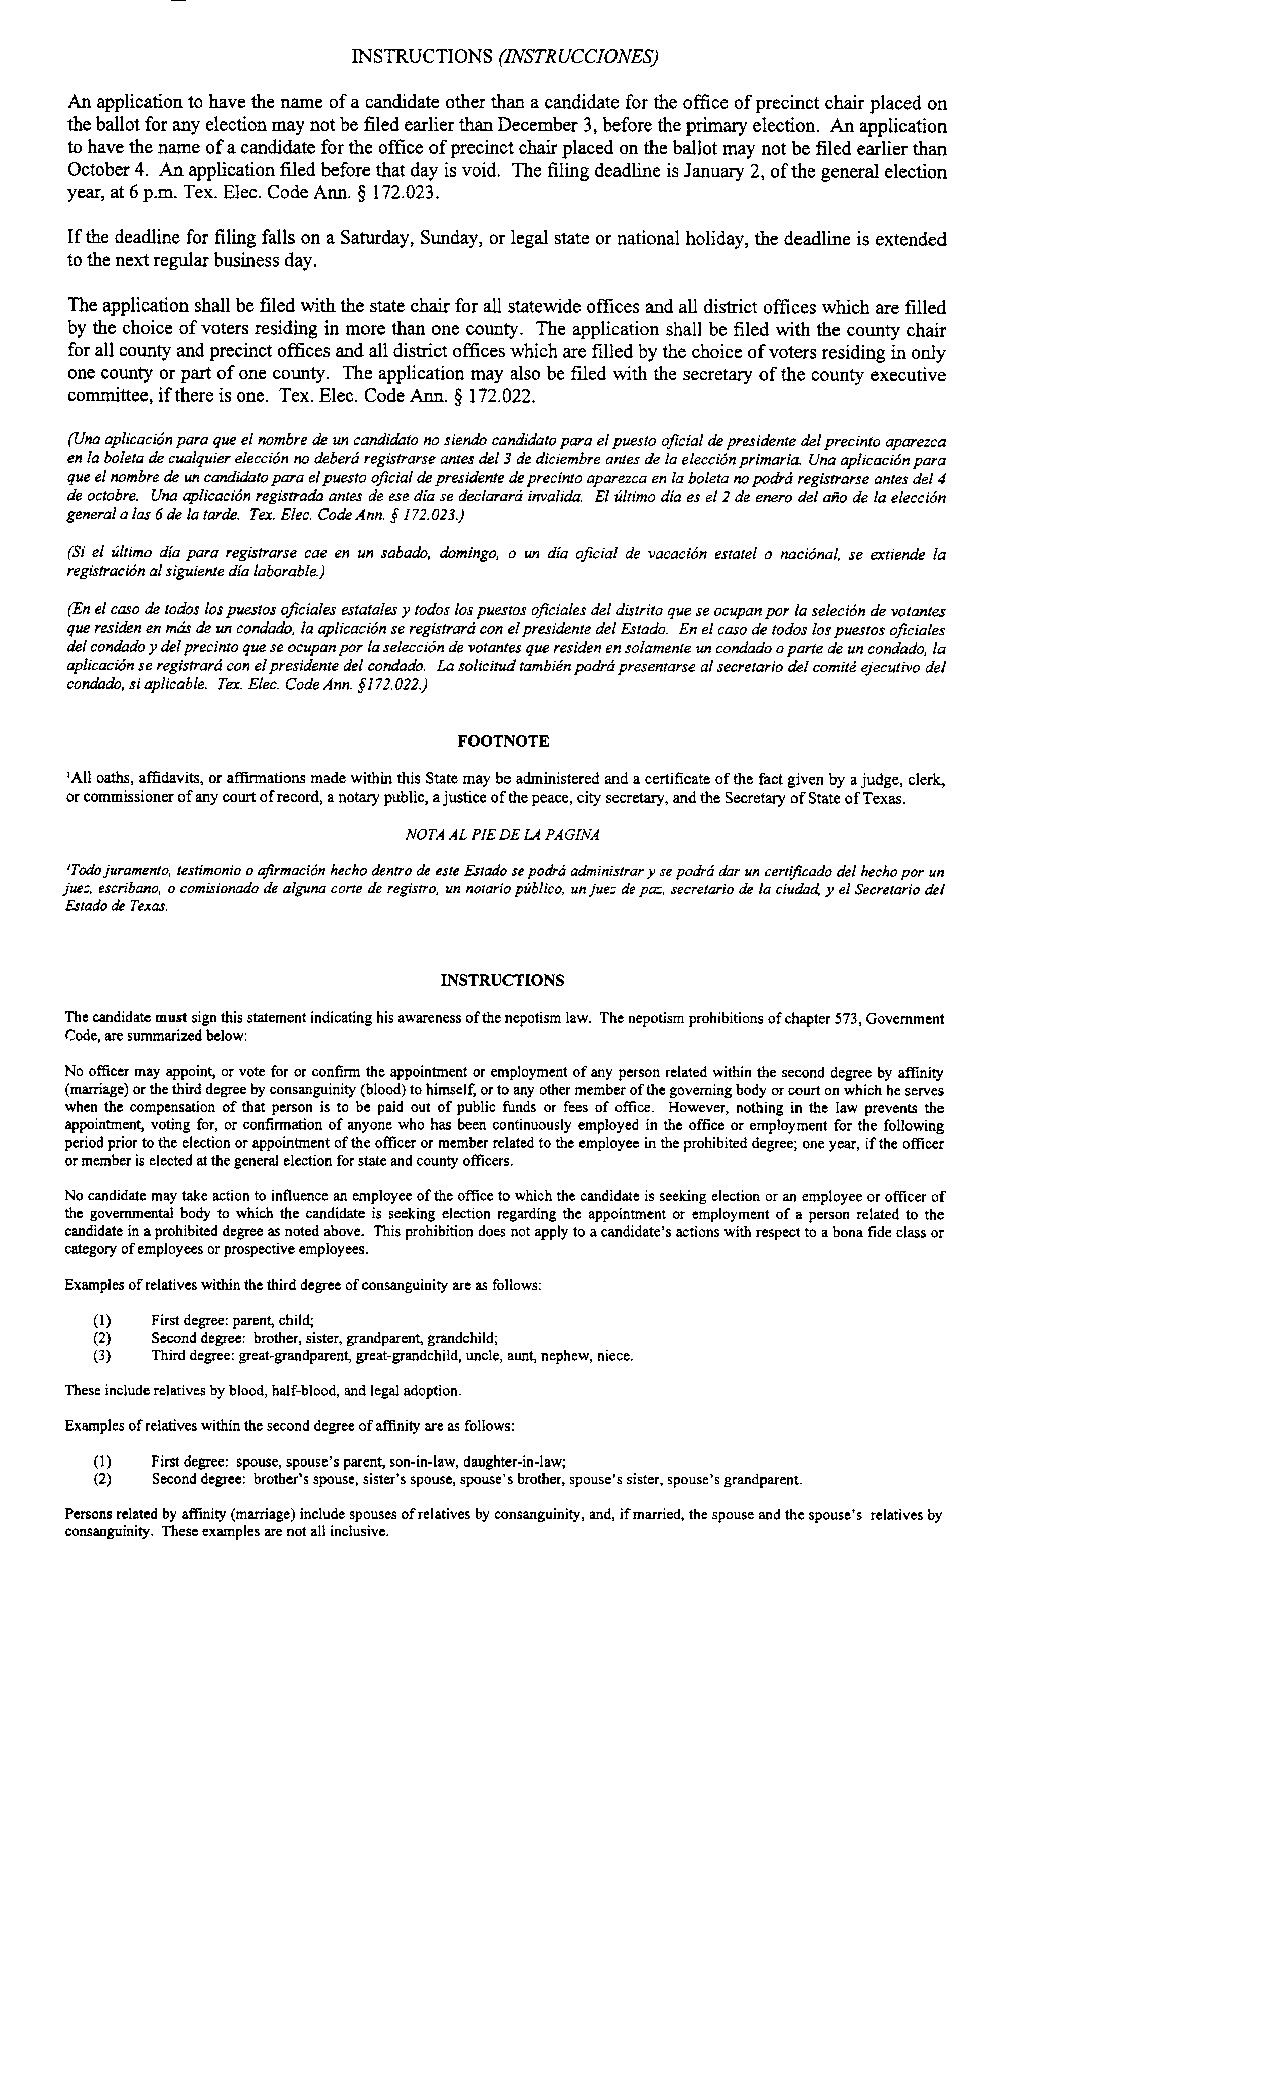 INSTRUCTIONS (INSTRUCCIONES)
An application to have the name of a candidate other than a candidate for the office of precinct chair placed on
the ballot for any election may not be filed earlier than December 3, before the primary election. An application
to have the name of a candidate for the office of precinct chair placed on the ballot may not be filed earlier than
October 4. An application filed before that day is void. The filing deadline is January 2, of the general election
year, at 6 p.m. Tex. Elec. Code Ann. § 172.023.
If the deadline for filing falls on a Saturday, Sunday, or legal state or national holiday, the deadline is extended
to the next regular business day.
The application shall be filed with the state chair for all statewide offices and all district offices which are filled
by the choice of voters residing in more than one county. The application shall be filed with the county chair
for all county and precinct offices and all district offices which are filled by the choice of voters residing in only
one county or part of one county. The application may also be filed with the secretary of the county executive
committee, if there is one. Tex. Elec. Code Ann. § 172.022.
(Una aplicación para que el nombre de un candidato no siendo candidato para el puesto oficial de presidente del precinto aparezca
en la boleta de cualquier elección no deberá registrarse antes del 3 de diciembre antes de la elección primaria. Una aplicación para
que el nombre de un candidato para el puesto oficial de presidente de precinto aparezca en la boleta no podrá registrarse antes del 4
de octobre. Una aplicación registrada antes de ese día se declarará invalida. El último día es el 2 de enero del año de la elección
general a las 6 de la tarde. Tex. Elec. Code Ann. § 172.023.)
(Si el último día para registrarse cae en un sabado, domingo, o un día oficial de vacación estatel o naciónal, se extiende la
registración al siguiente día laborable.)
(En el caso de todos los puestos oficiales estatales y todos los puestos oficiales del distrito que se ocupan por la seleción de votantes
que residen en más de un condado, la aplicación se registrará con el presidente del Estado. En el caso de todos los puestos oficiales
del condado y del precinto que se ocupan por la selección de votantes que residen en solamente un condado o parte de un condado, la
aplicación se registrará con el presidente del condado. La solicitud también podrá presentarse al secretario del comité ejecutivo del
condado, si aplicable. Tex. Elec. Code Ann. §172.022.)
FOOTNOTE
¹All oaths, affidavits, or affirmations made within this State may be administered and a certificate of the fact given by a judge, clerk,
or commissioner of any court of record, a notary public, a justice of the peace, city secretary, and the Secretary of State of Texas.
NOTA AL PIE DE LA PAGINA
¹Todo juramento, testimonio o afirmación hecho dentro de este Estado se podrá administrar y se podrá dar un certificado del hecho por un
juez, escribano, o comisionado de alguna corte de registro, un notario público, un juez de paz, secretario de la ciudad, y el Secretario del
Estado de Texas.
INSTRUCTIONS
The candidate must sign this statement indicating his awareness of the nepotism law. The nepotism prohibitions of chapter 573, Government
Code, are summarized below:
No officer may appoint, or vote for or confirm the appointment or employment of any person related within the second degree by affinity
(marriage) or the third degree by consanguinity (blood) to himself, or to any other member of the governing body or court on which he serves
when the compensation of that person is to be paid out of public funds or fees of office. However, nothing in the law prevents the
appointment, voting for, or confirmation of anyone who has been continuously employed in the office or employment for the following
period prior to the election or appointment of the officer or member related to the employee in the prohibited degree; one year, if the officer
or member is elected at the general election for state and county officers.
No candidate may take action to influence an employee of the office to which the candidate is seeking election or an employee or officer of
the governmental body to which the candidate is seeking election regarding the appointment or employment of a person related to the
candidate in a prohibited degree as noted above. This prohibition does not apply to a candidate's actions with respect to a bona fide class or
category of employees or prospective employees.
Examples of relatives within the third degree of consanguinity are as follows:
(1) First degree: parent, child;
(2) Second degree: brother, sister, grandparent, grandchild;
(3) Third degree: great-grandparent, great-grandchild, uncle, aunt, nephew, niece.
These include relatives by blood, half-blood, and legal adoption.
Examples of relatives within the second degree of affinity are as follows:
(1) First degree: spouse, spouse's parent, son-in-law, daughter-in-law;
(2) Second degree: brother's spouse, sister's spouse, spouse's brother, spouse's sister, spouse's grandparent.
Persons related by affinity (marriage) include spouses of relatives by consanguinity, and, if married, the spouse and the spouse's relatives by
consanguinity. These examples are not all inclusive.